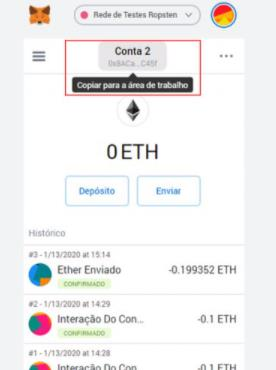 Rede de Testes Ropsten
Conta 2
0x8ACa...C45f
Copiar para a área de trabalho
0 ETH
Depósito
Enviar
Histórico
#3 - 1/13/2020 at 15:14
Ether Enviado
-0.199352 ETH
CONFIRMADO
#2 - 1/13/2020 at 14:29
Interação Do Con...
-0.1 ETH
CONFIRMADO
#1 - 1/13/2020 at 14:28
Interação Do Con...
-0.1 ETH